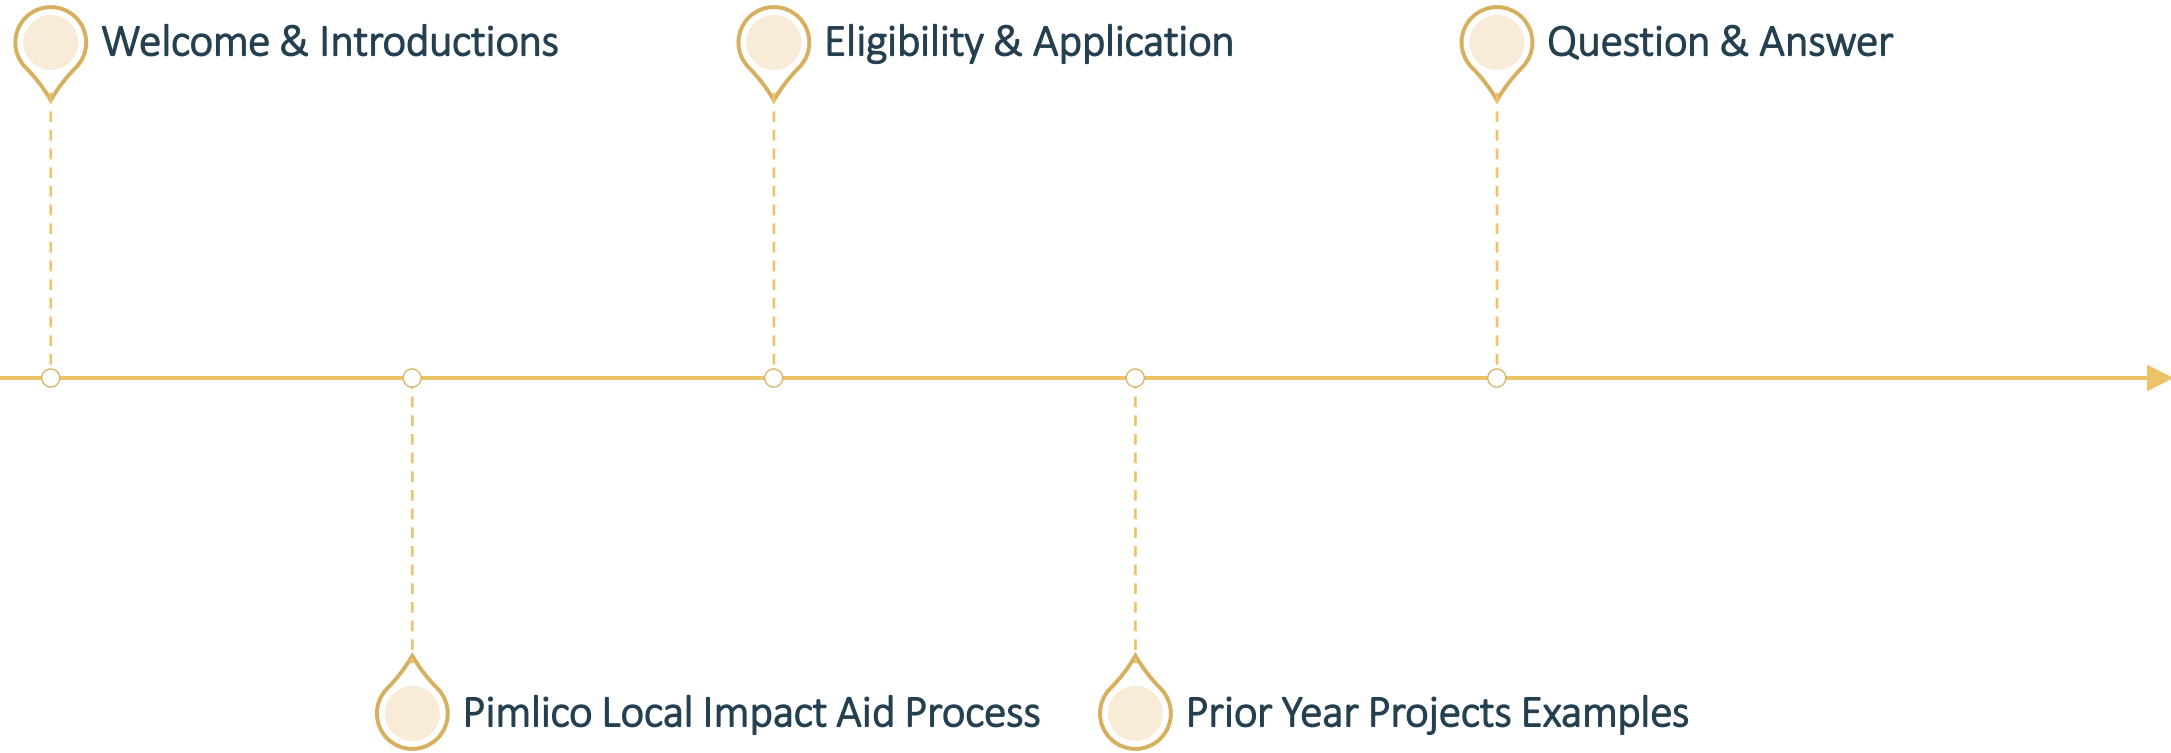 Welcome & Introductions
Eligibility & Application
Question & Answer
Pimlico Local Impact Aid Process
Prior Year Projects Examples